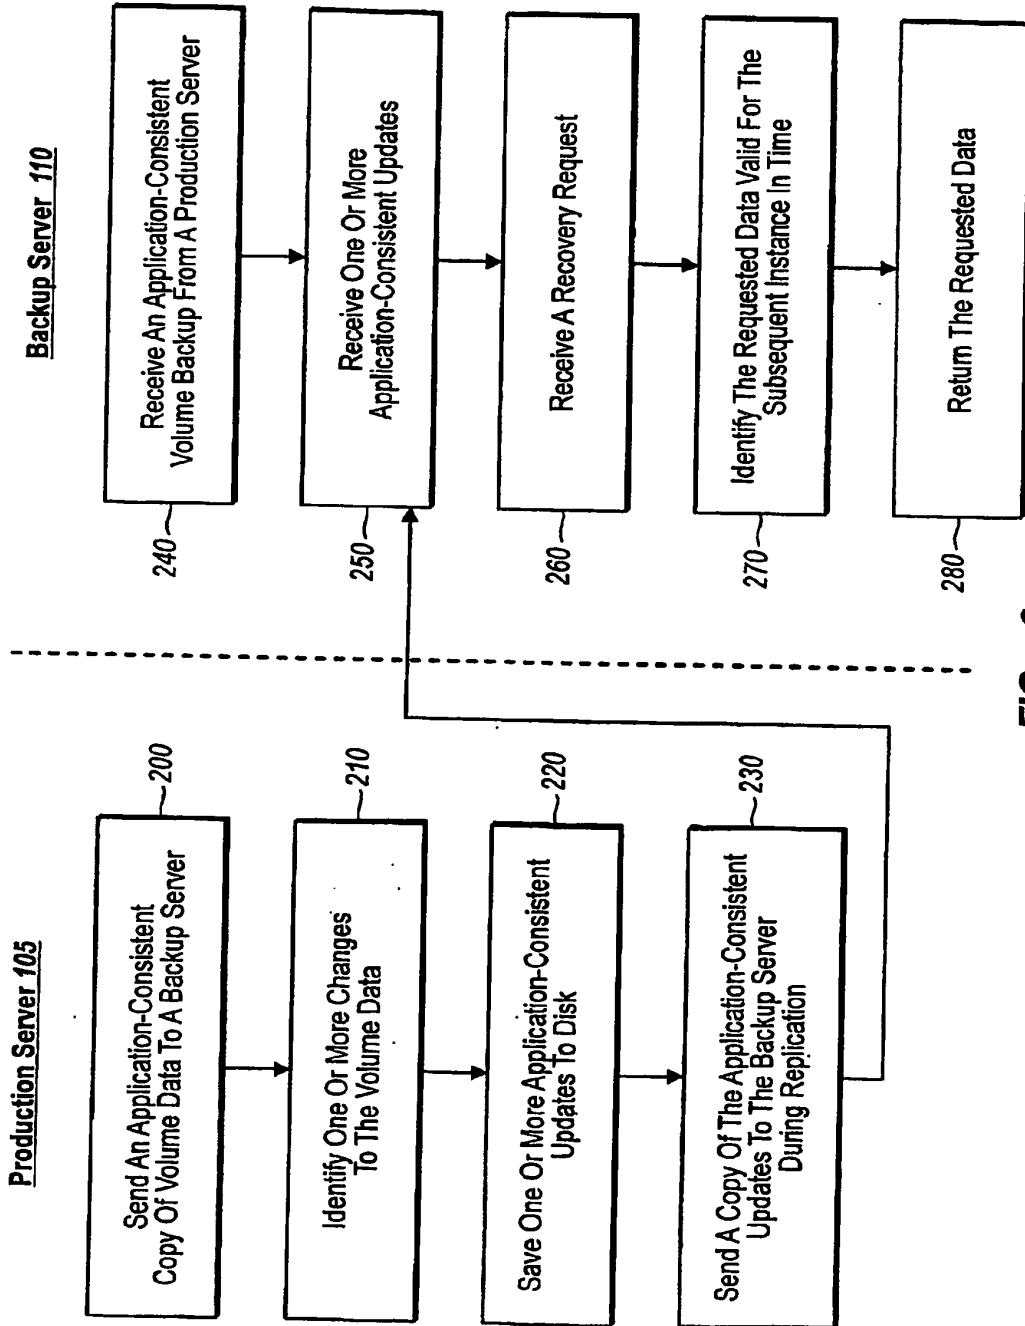 Production Server 105
Send An Application-Consistent
Copy Of Volume Data To A Backup Server
200
Identify One Or More Changes
To The Volume Data
210
Save One Or More Application-Consistent
Updates To Disk
220
Send A Copy Of The Application-Consistent
Updates To The Backup Server
During Replication
230
Backup Server 110
Receive An Application-Consistent
Volume Backup From A Production Server
240
Receive One Or More
Application-Consistent Updates
250
Receive A Recovery Request
260
Identify The Requested Data Valid For The
Subsequent Instance In Time
270
Return The Requested Data
280
FIG.